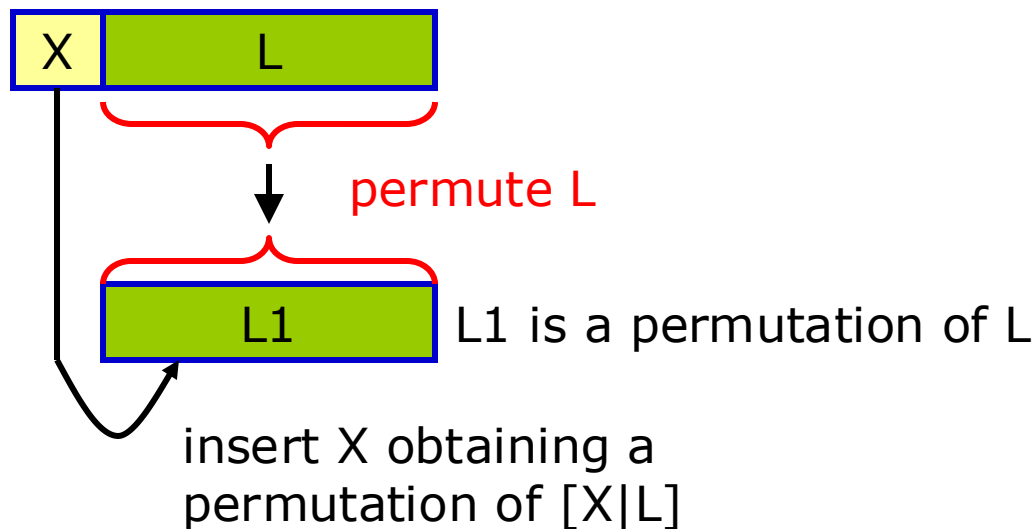 X L
permute L
L1 L1 is a permutation of L
insert X obtaining a
permutation of [X|L]